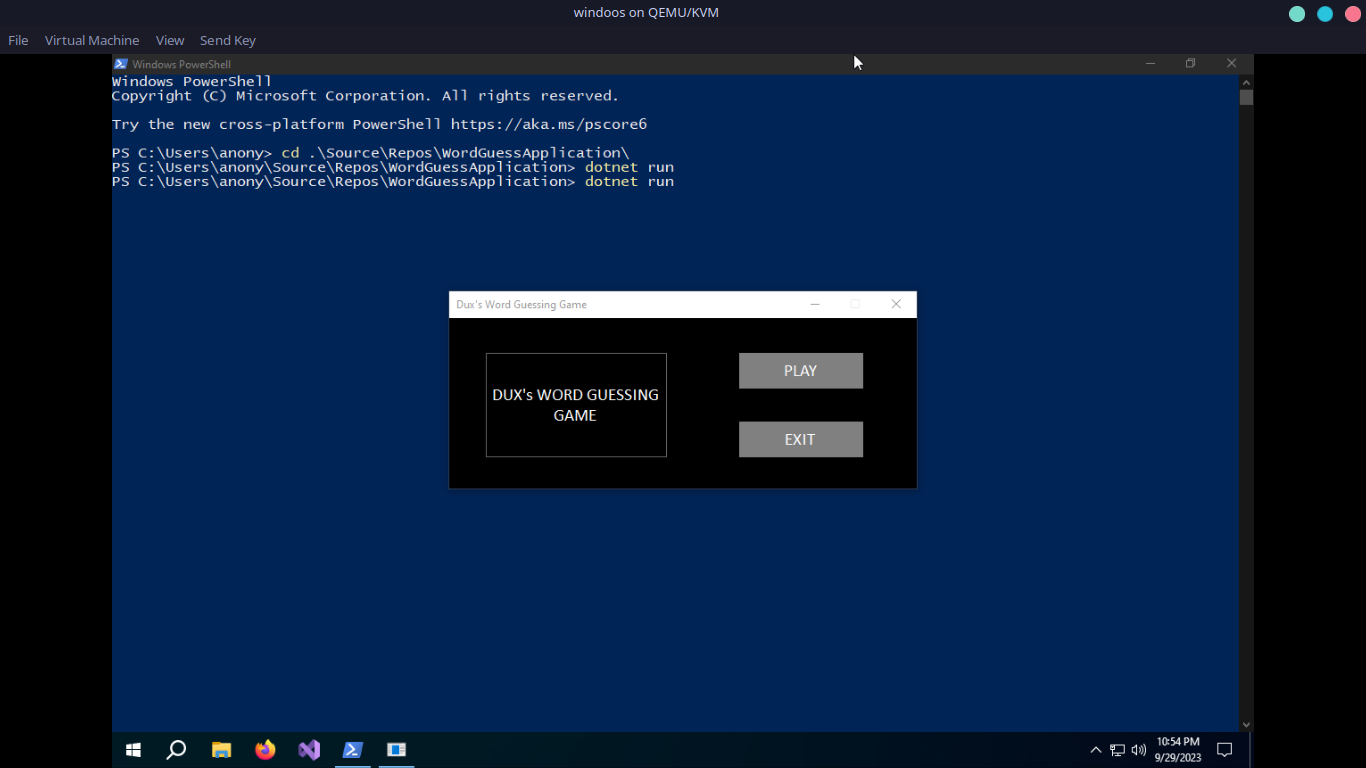 windoos on QEMU/KVM
File Virtual Machine View Send Key
Windows PowerShell
Windows PowerShell
Copyright (C) Microsoft Corporation. All rights reserved.
Try the new cross-platform PowerShell https://aka.ms/pscore6
PS C:\Users\anony> cd .\Source\Repos\WordGuessApplication\
PS C:\Users\anony\Source\Repos\WordGuessApplication> dotnet run
PS C:\Users\anony\Source\Repos\WordGuessApplication> dotnet run
Dux's Word Guessing Game
DUX's WORD GUESSING
GAME
PLAY
EXIT
10:54 PM
9/29/2023